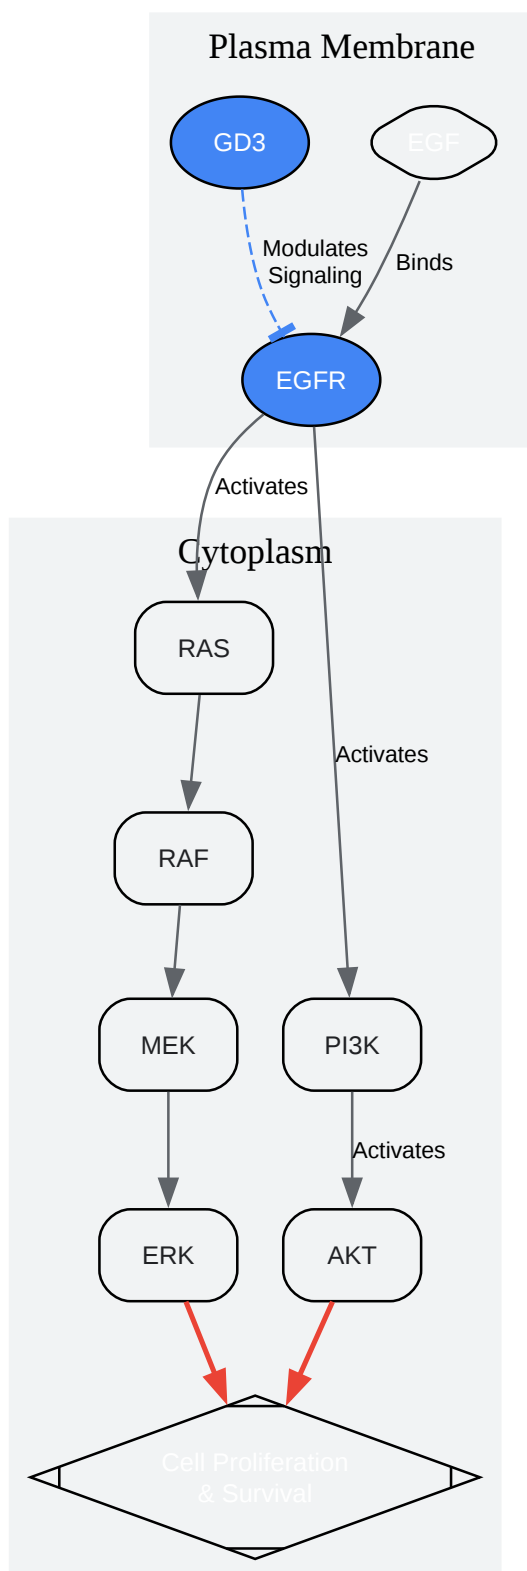 Plasma Membrane
GD3
EGF
Modulates
Signaling
Binds
EGFR
Activates
Cytoplasm
RAS
Activates
RAF
MEK
PI3K
Activates
ERK
AKT
Cell Proliferation
& Survival